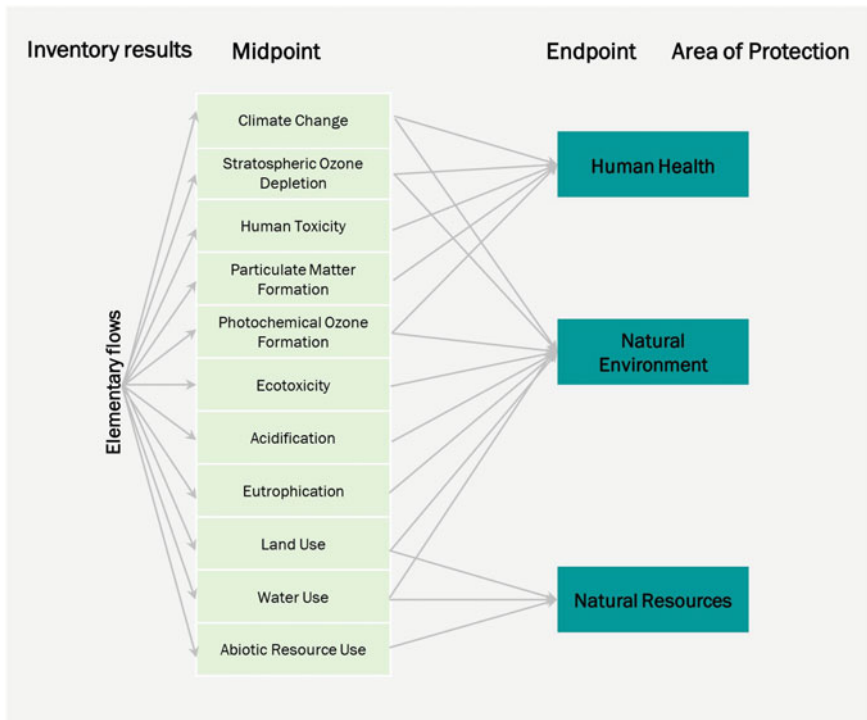 Inventory results
Midpoint
Endpoint
Area of Protection
Elementary flows
Climate Change
Stratospheric Ozone
Depletion
Human Toxicity
Particulate Matter
Formation
Photochemical Ozone
Formation
Ecotoxicity
Acidification
Eutrophication
Land Use
Water Use
Abiotic Resource Use
Human Health
Natural
Environment
Natural Resources